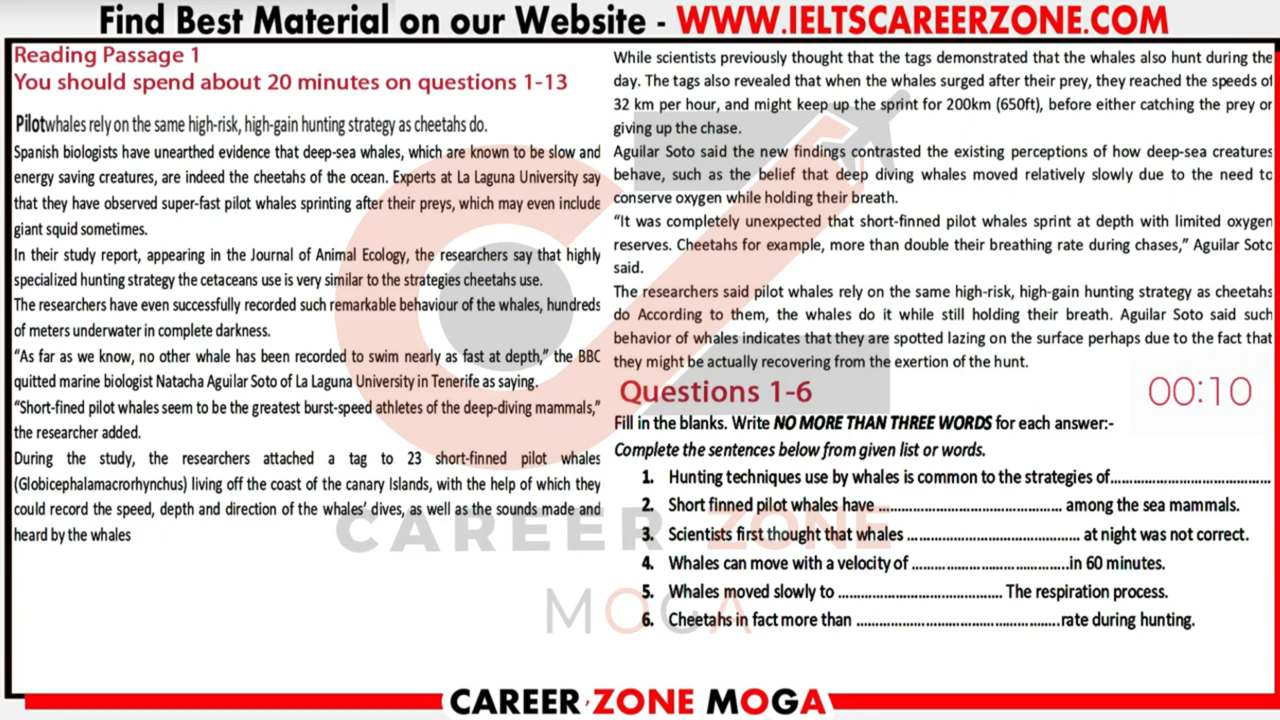 Find Best Material on our Website - WWW.IELTSCAREERZONE.COM
Reading Passage 1
You should spend about 20 minutes on questions 1-13
Pilotwhales rely on the same high-risk, high-gain hunting strategy as cheetahs do.
Spanish biologists have unearthed evidence that deep-sea whales, which are known to be slow and
energy saving creatures, are indeed the cheetahs of the ocean. Experts at La Laguna University say
that they have observed super-fast pilot whales sprinting after their preys, which may even include
giant squid sometimes.
In their study report, appearing in the Journal of Animal Ecology, the researchers say that highly
specialized hunting strategy the cetaceans use is very similar to the strategies cheetahs use.
The researchers have even successfully recorded such remarkable behaviour of the whales, hundreds
of meters underwater in complete darkness.
“As far as we know, no other whale has been recorded to swim nearly as fast at depth,” the BBC
quitted marine biologist Natacha Aguilar Soto of La Laguna University in Tenerife as saying.
“Short-fined pilot whales seem to be the greatest burst-speed athletes of the deep-diving mammals,”
the researcher added.
During the study, the researchers attached a tag to 23 short-finned pilot whales
(Globicephalamacrorhynchus) living off the coast of the canary Islands, with the help of which they
could record the speed, depth and direction of the whales’ dives, as well as the sounds made and
heard by the whales
While scientists previously thought that the tags demonstrated that the whales also hunt during the
day. The tags also revealed that when the whales surged after their prey, they reached the speeds of
32 km per hour, and might keep up the sprint for 200km (650ft), before either catching the prey or
giving up the chase.
Aguilar Soto said the new findings contrasted the existing perceptions of how deep-sea creatures
behave, such as the belief that deep diving whales moved relatively slowly due to the need to
conserve oxygen while holding their breath.
“It was completely unexpected that short-finned pilot whales sprint at depth with limited oxygen
reserves. Cheetahs for example, more than double their breathing rate during chases,” Aguilar Soto
said.
The researchers said pilot whales rely on the same high-risk, high-gain hunting strategy as cheetahs
do According to them, the whales do it while still holding their breath. Aguilar Soto said such
behavior of whales indicates that they are spotted lazing on the surface perhaps due to the fact that
they might be actually recovering from the exertion of the hunt.
Questions 1-6
00:10
Fill in the blanks. Write NO MORE THAN THREE WORDS for each answer:-
Complete the sentences below from given list or words.
1. Hunting techniques use by whales is common to the strategies of........................................
2. Short finned pilot whales have ............................................. among the sea mammals.
3. Scientists first thought that whales .......................................... at night was not correct.
4. Whales can move with a velocity of ......................................in 60 minutes.
5. Whales moved slowly to ........................................ The respiration process.
6. Cheetahs in fact more than .................................................rate during hunting.
CAREER ZONE
MOGA
CAREER ZONE MOGA